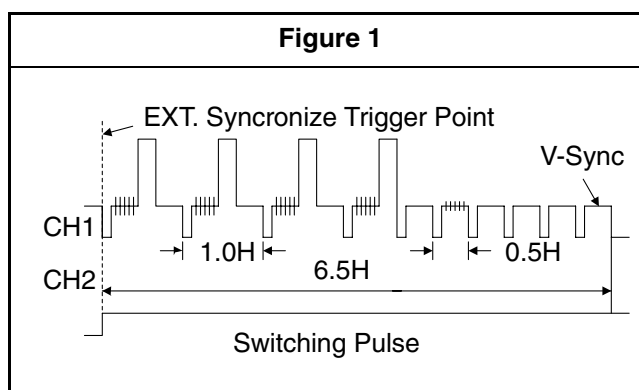 Figure 1
EXT. Syncronize Trigger Point
V-Sync
CH1
1.0H
0.5H
CH2
6.5H
Switching Pulse